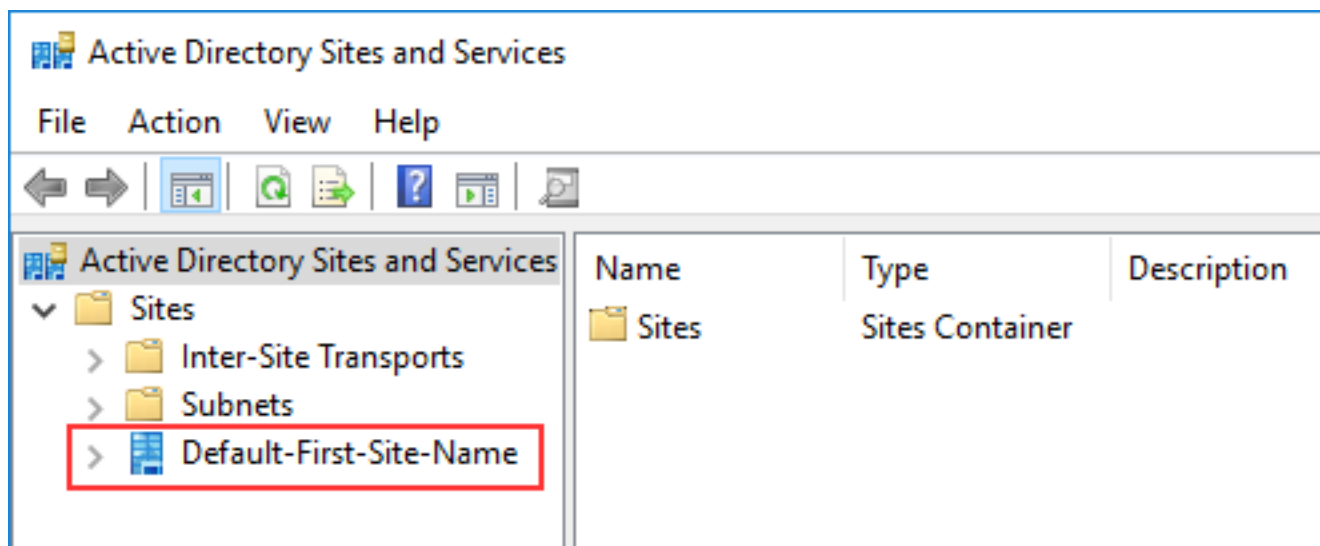 Active Directory Sites and Services
File Action View Help
?
Active Directory Sites and Services
Sites
Inter-Site Transports
Subnets
Default-First-Site-Name
Name Type Description
Sites Sites Container